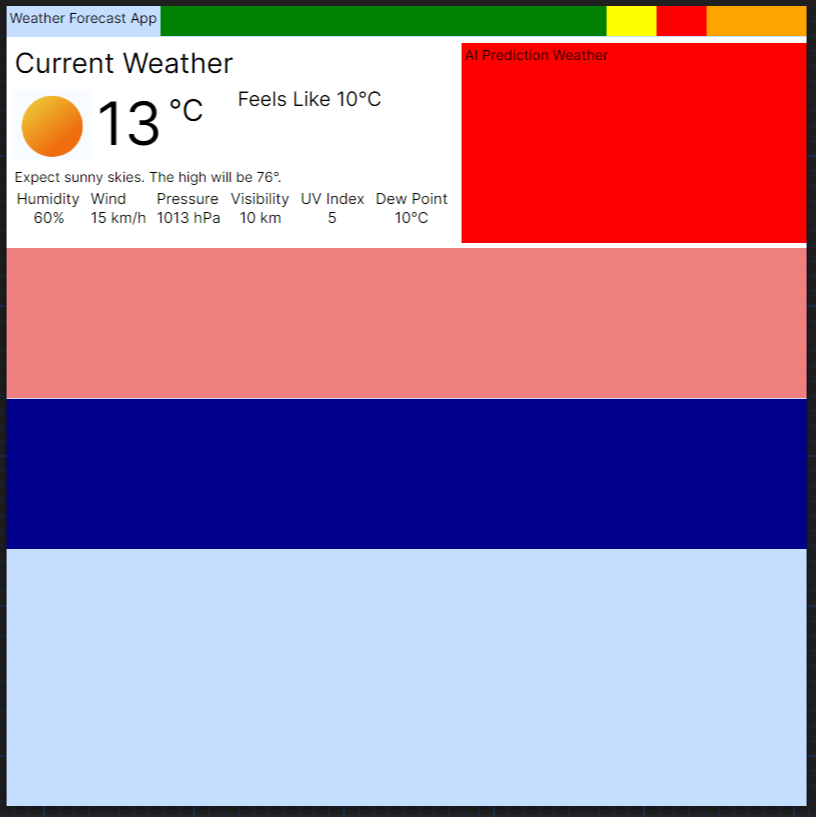 Weather Forecast App
Current Weather
AI Prediction Weather
13 °C
Feels Like 10°C
Expect sunny skies. The high will be 76°.
Humidity Wind Pressure Visibility UV Index Dew Point
60% 15 km/h 1013 hPa 10 km 5 10°C